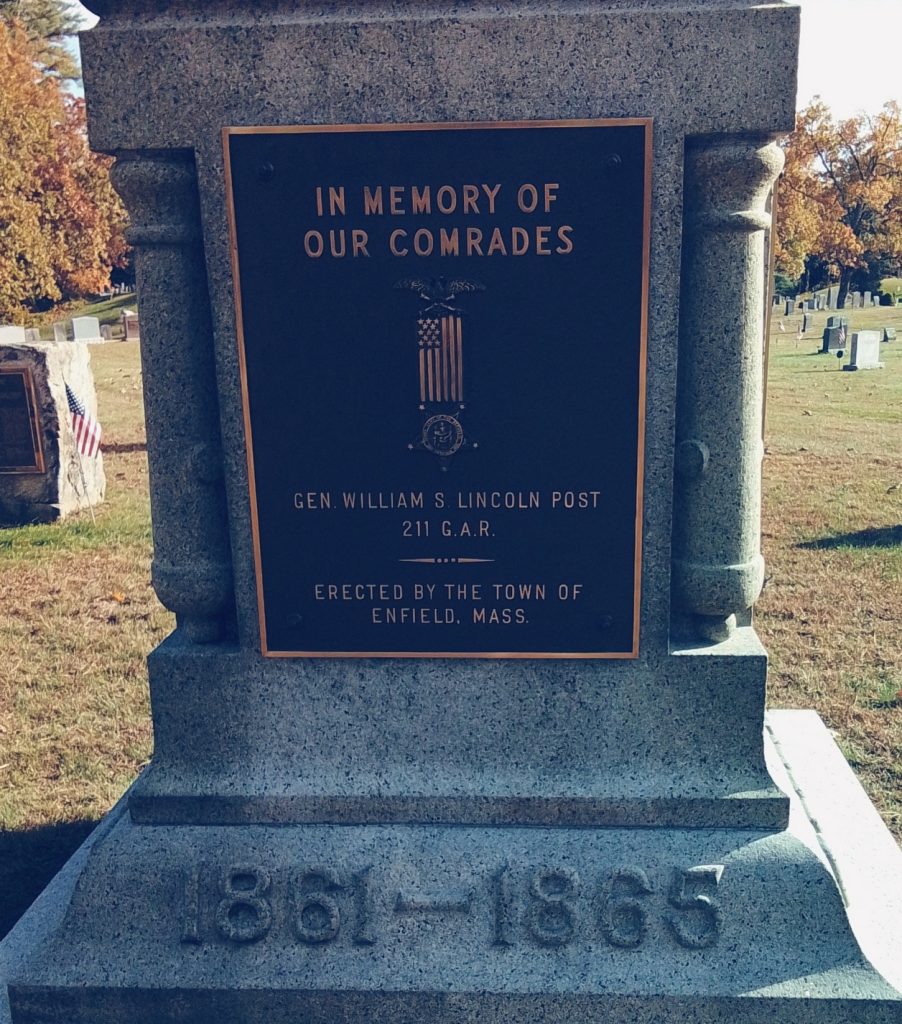 IN MEMORY OF
OUR COMRADES
GEN. WILLIAM S. LINCOLN POST
211 G.A.R.
ERECTED BY THE TOWN OF
ENFIELD, MASS.
1861—1865